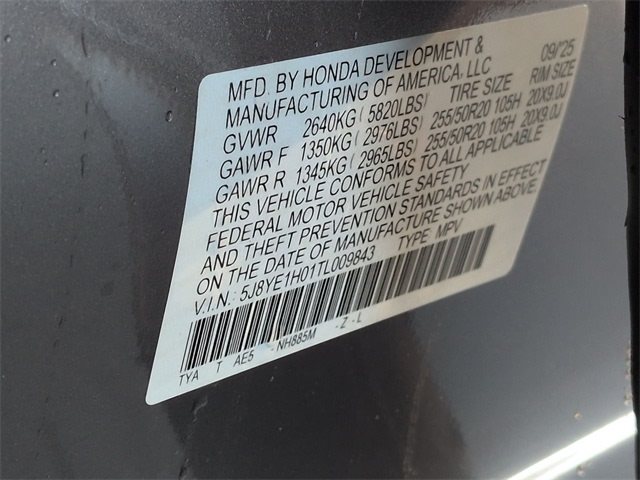 MFD. BY HONDA DEVELOPMENT & 09/'25
MANUFACTURING OF AMERICA, LLC
GVWR 2640KG ( 5820LBS) TIRE SIZE RIM SIZE
GAWR F 1350KG ( 2976LBS) 255/50R20 105H 20X9.0J
GAWR R 1345KG ( 2965LBS) 255/50R20 105H 20X9.0J
THIS VEHICLE CONFORMS TO ALL APPLICABLE
FEDERAL MOTOR VEHICLE SAFETY
AND THEFT PREVENTION STANDARDS IN EFFECT
ON THE DATE OF MANUFACTURE SHOWN ABOVE.
V.I.N.: 5J8YE1H01TL009843 TYPE MPV
TYA T AE5 - NH885M - Z - L